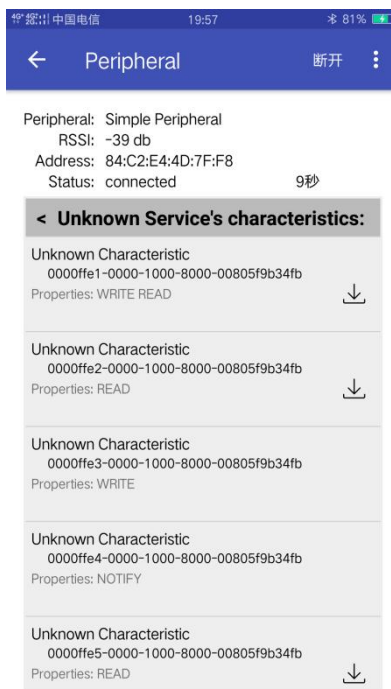 中国电信 19:57 81%
Peripheral 断开
Peripheral: Simple Peripheral
RSSI: -39 db
Address: 84:C2:E4:4D:7F:F8
Status: connected 9秒
< Unknown Service's characteristics:
Unknown Characteristic
0000ffe1-0000-1000-8000-00805f9b34fb
Properties: WRITE READ
Unknown Characteristic
0000ffe2-0000-1000-8000-00805f9b34fb
Properties: READ
Unknown Characteristic
0000ffe3-0000-1000-8000-00805f9b34fb
Properties: WRITE
Unknown Characteristic
0000ffe4-0000-1000-8000-00805f9b34fb
Properties: NOTIFY
Unknown Characteristic
0000ffe5-0000-1000-8000-00805f9b34fb
Properties: READ